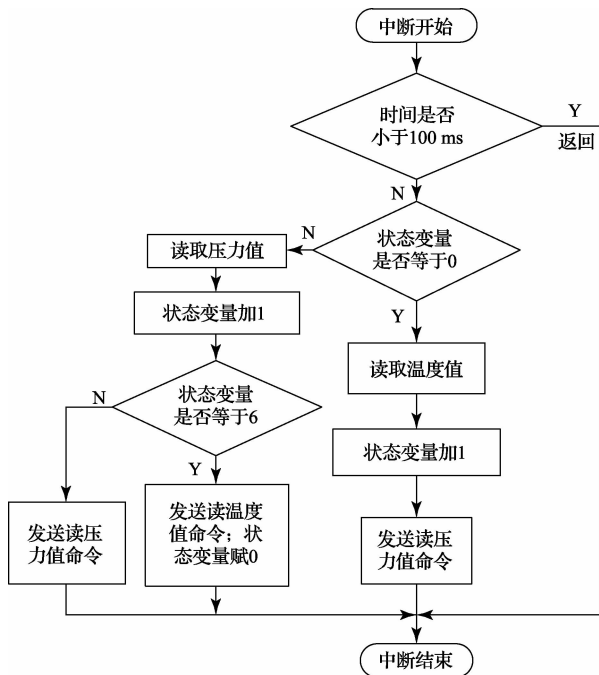 中断开始
时间是否
小于100 ms
Y
返回
N
状态变量
是否等于0
N
读取压力值
状态变量加1
Y
读取温度值
状态变量
是否等于6
N
状态变量加1
Y
发送读压
力值命令
发送读温度
值命令；状
态变量赋0
发送读压
力值命令
中断结束